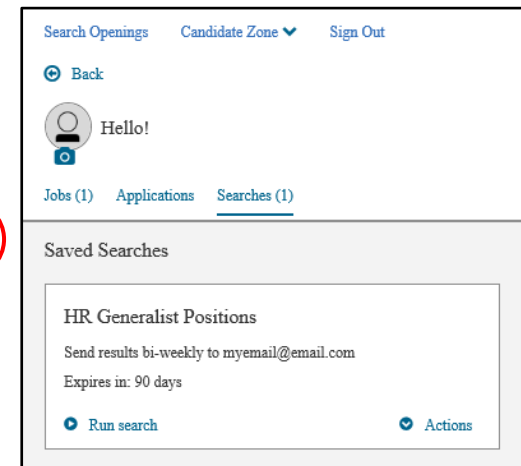 Search Openings Candidate Zone Sign Out
Back
Hello!
Jobs (1) Applications Searches (1)
Saved Searches
HR Generalist Positions
Send results bi-weekly to myemail@email.com
Expires in: 90 days
Run search Actions